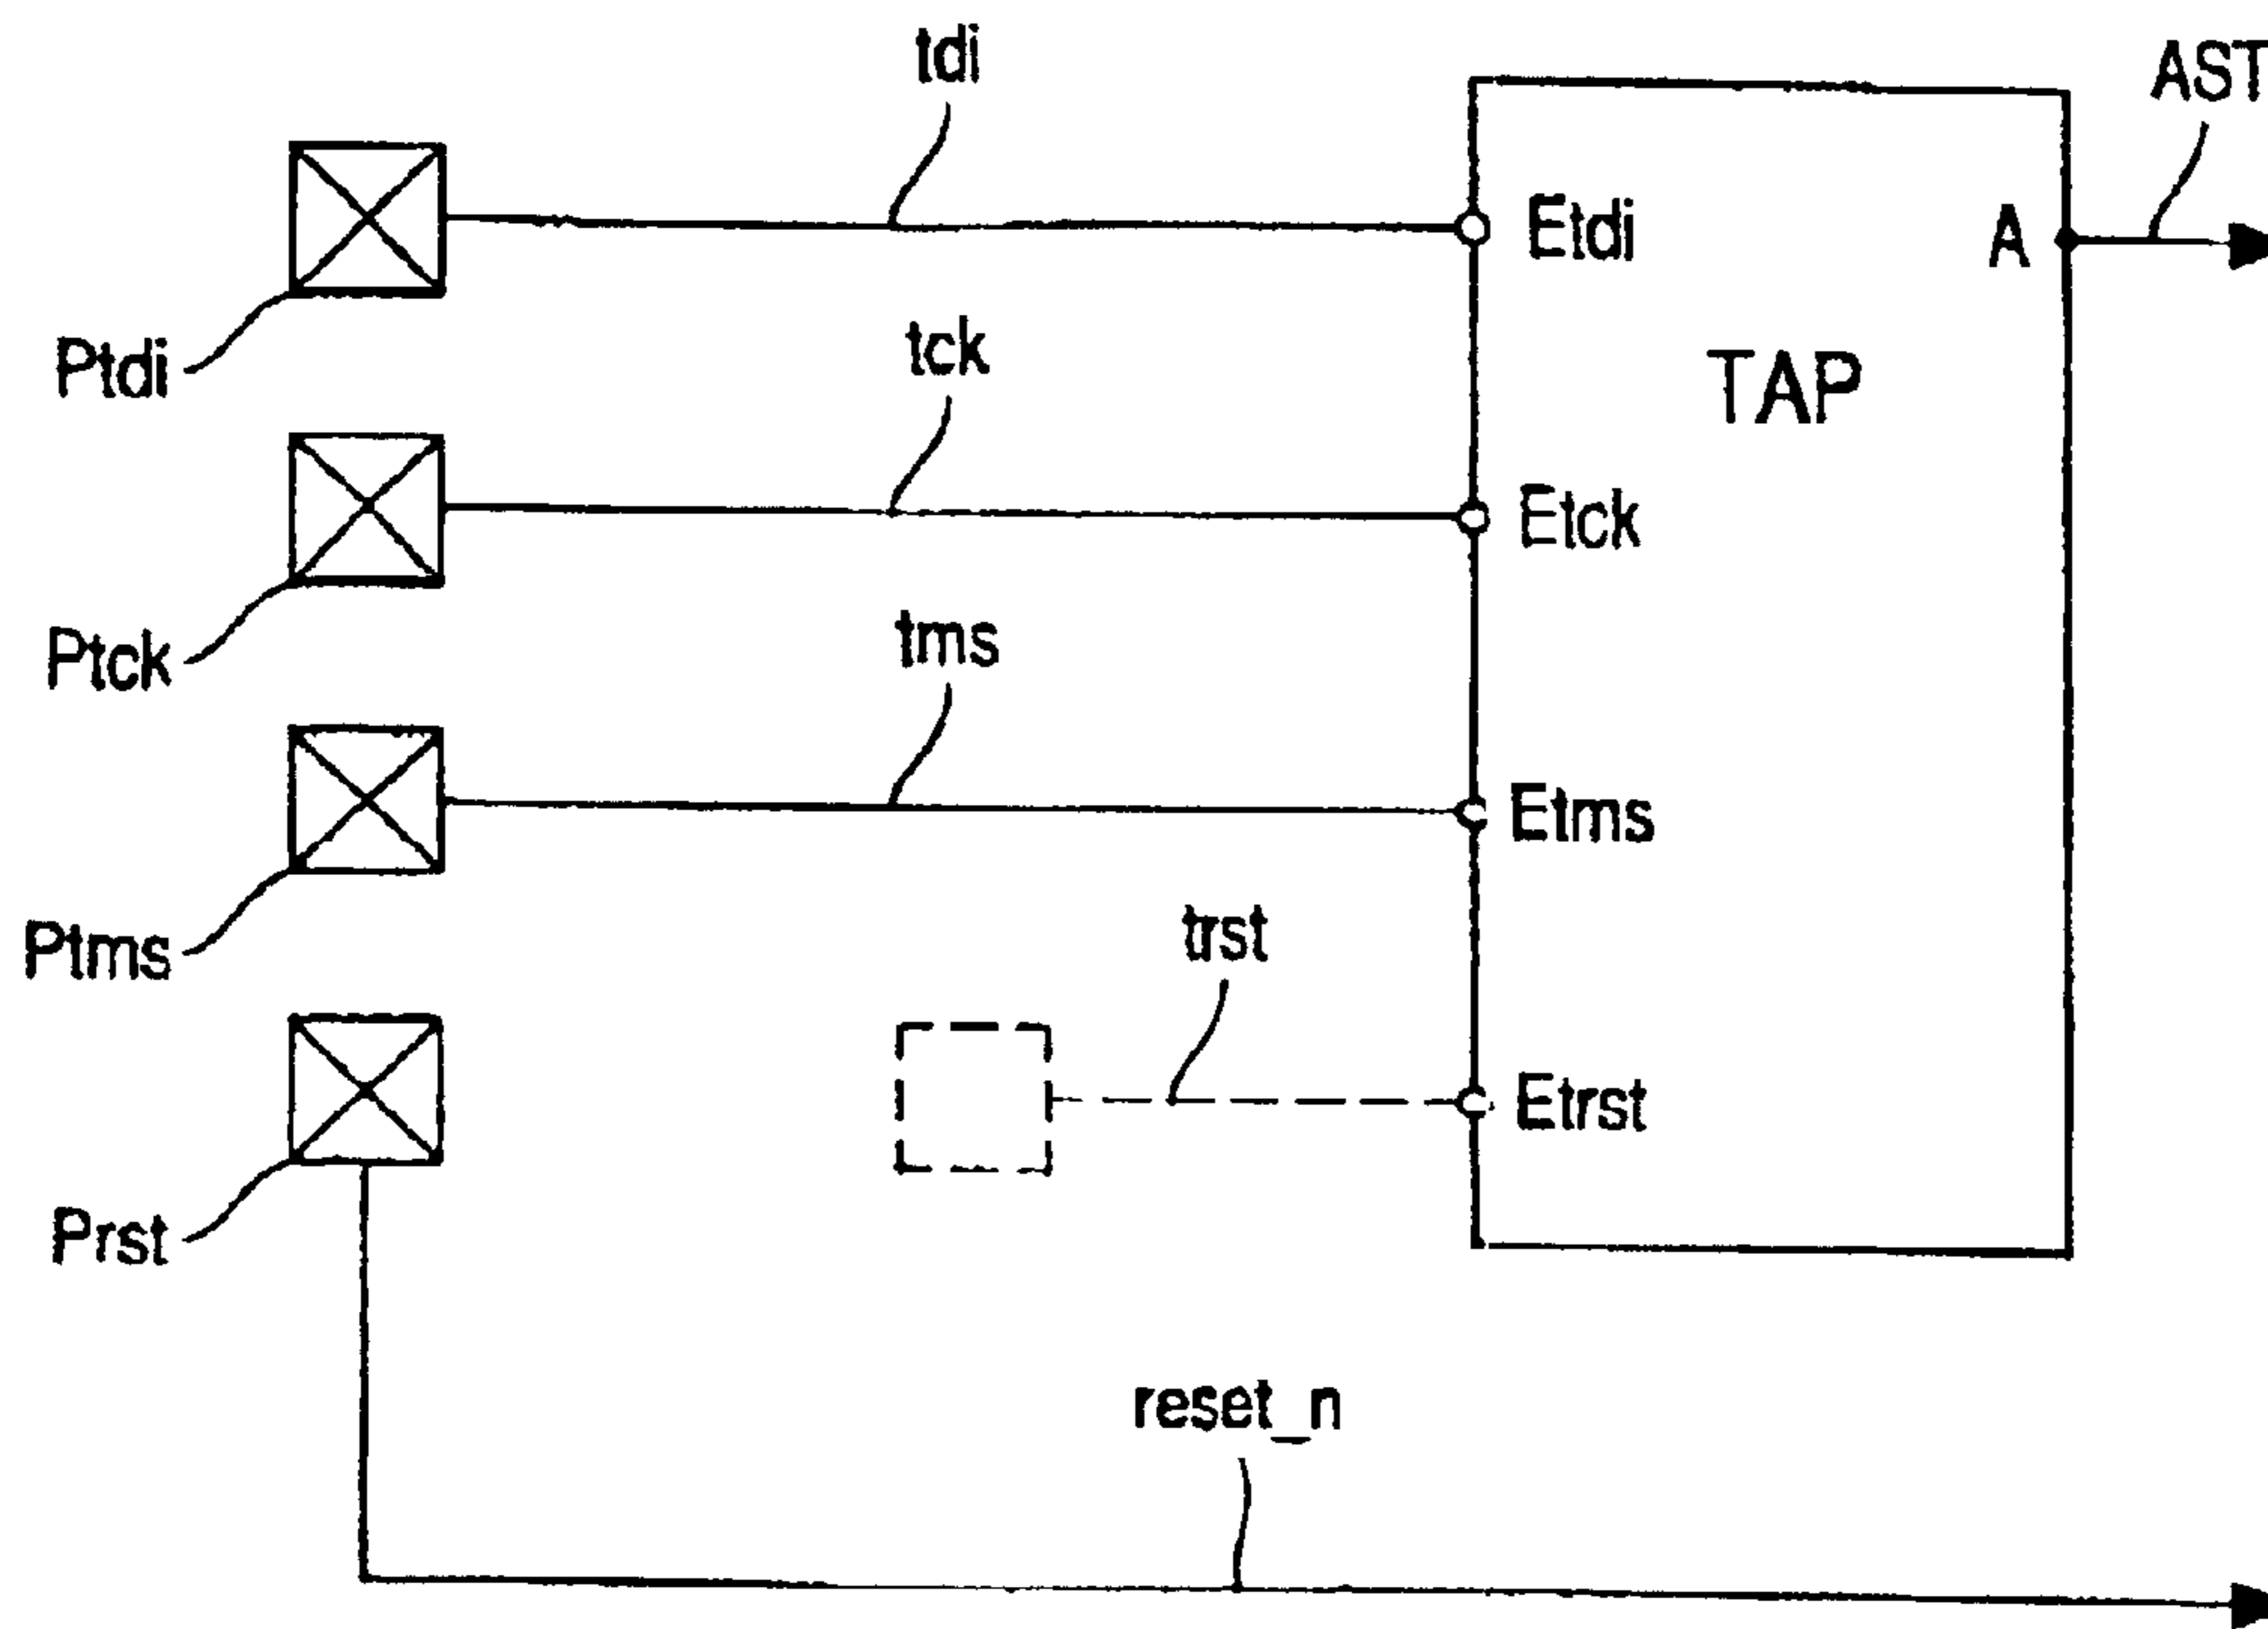 tdi
AST
Etdi
A
Ptdi
tck
TAP
Etck
Ptck
tms
Etms
Ptms
trst
Etrst
Prst
reset_n